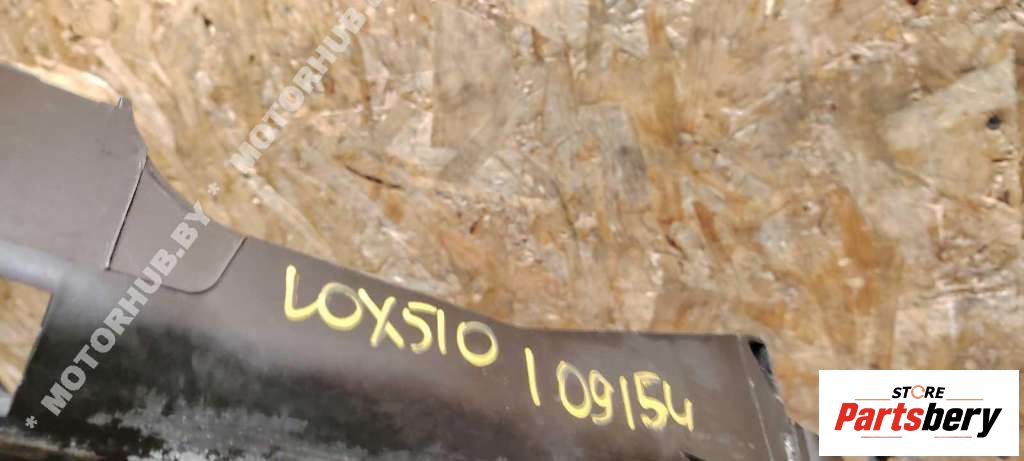 * MOTORHUB.BY * MOTORHUB.BY
LOX510
109154
STORE
Partsbery